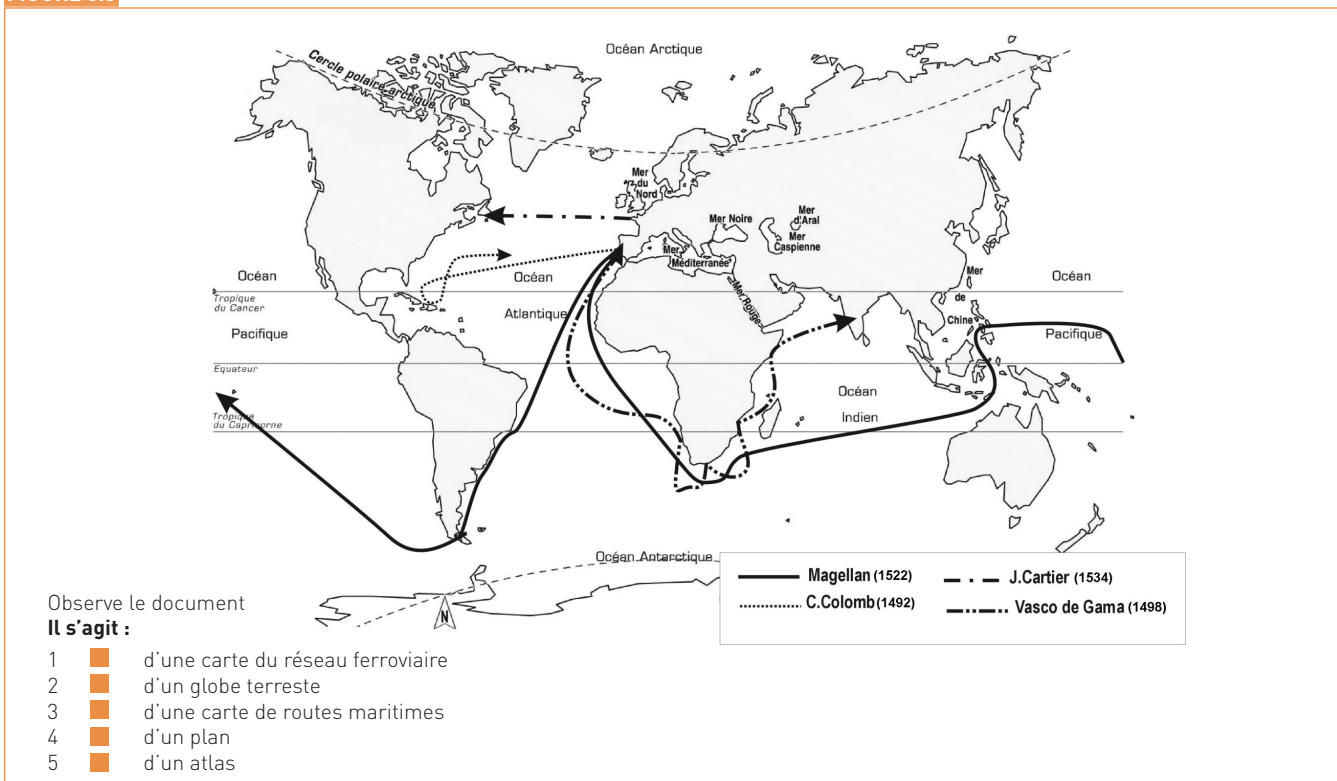 Océan Arctique
Cercle polaire arctique
Mer
du
Nord
Mer Noire
Mer
d'Aral
Mer
Caspienne
Mer
Méditerranée
Mer Rouge
Océan
Tropique
du Cancer
Océan
Atlantique
Mer
de
Chine
Océan
Pacifique
Pacifique
Equateur
Océan
Indien
Tropique
du Capricorne
Océan Antarctique
N
Magellan (1522)
J.Cartier (1534)
C.Colomb (1492)
Vasco de Gama (1498)
Observe le document
Il s'agit :
1 d'une carte du réseau ferroviaire
2 d'un globe terreste
3 d'une carte de routes maritimes
4 d'un plan
5 d'un atlas